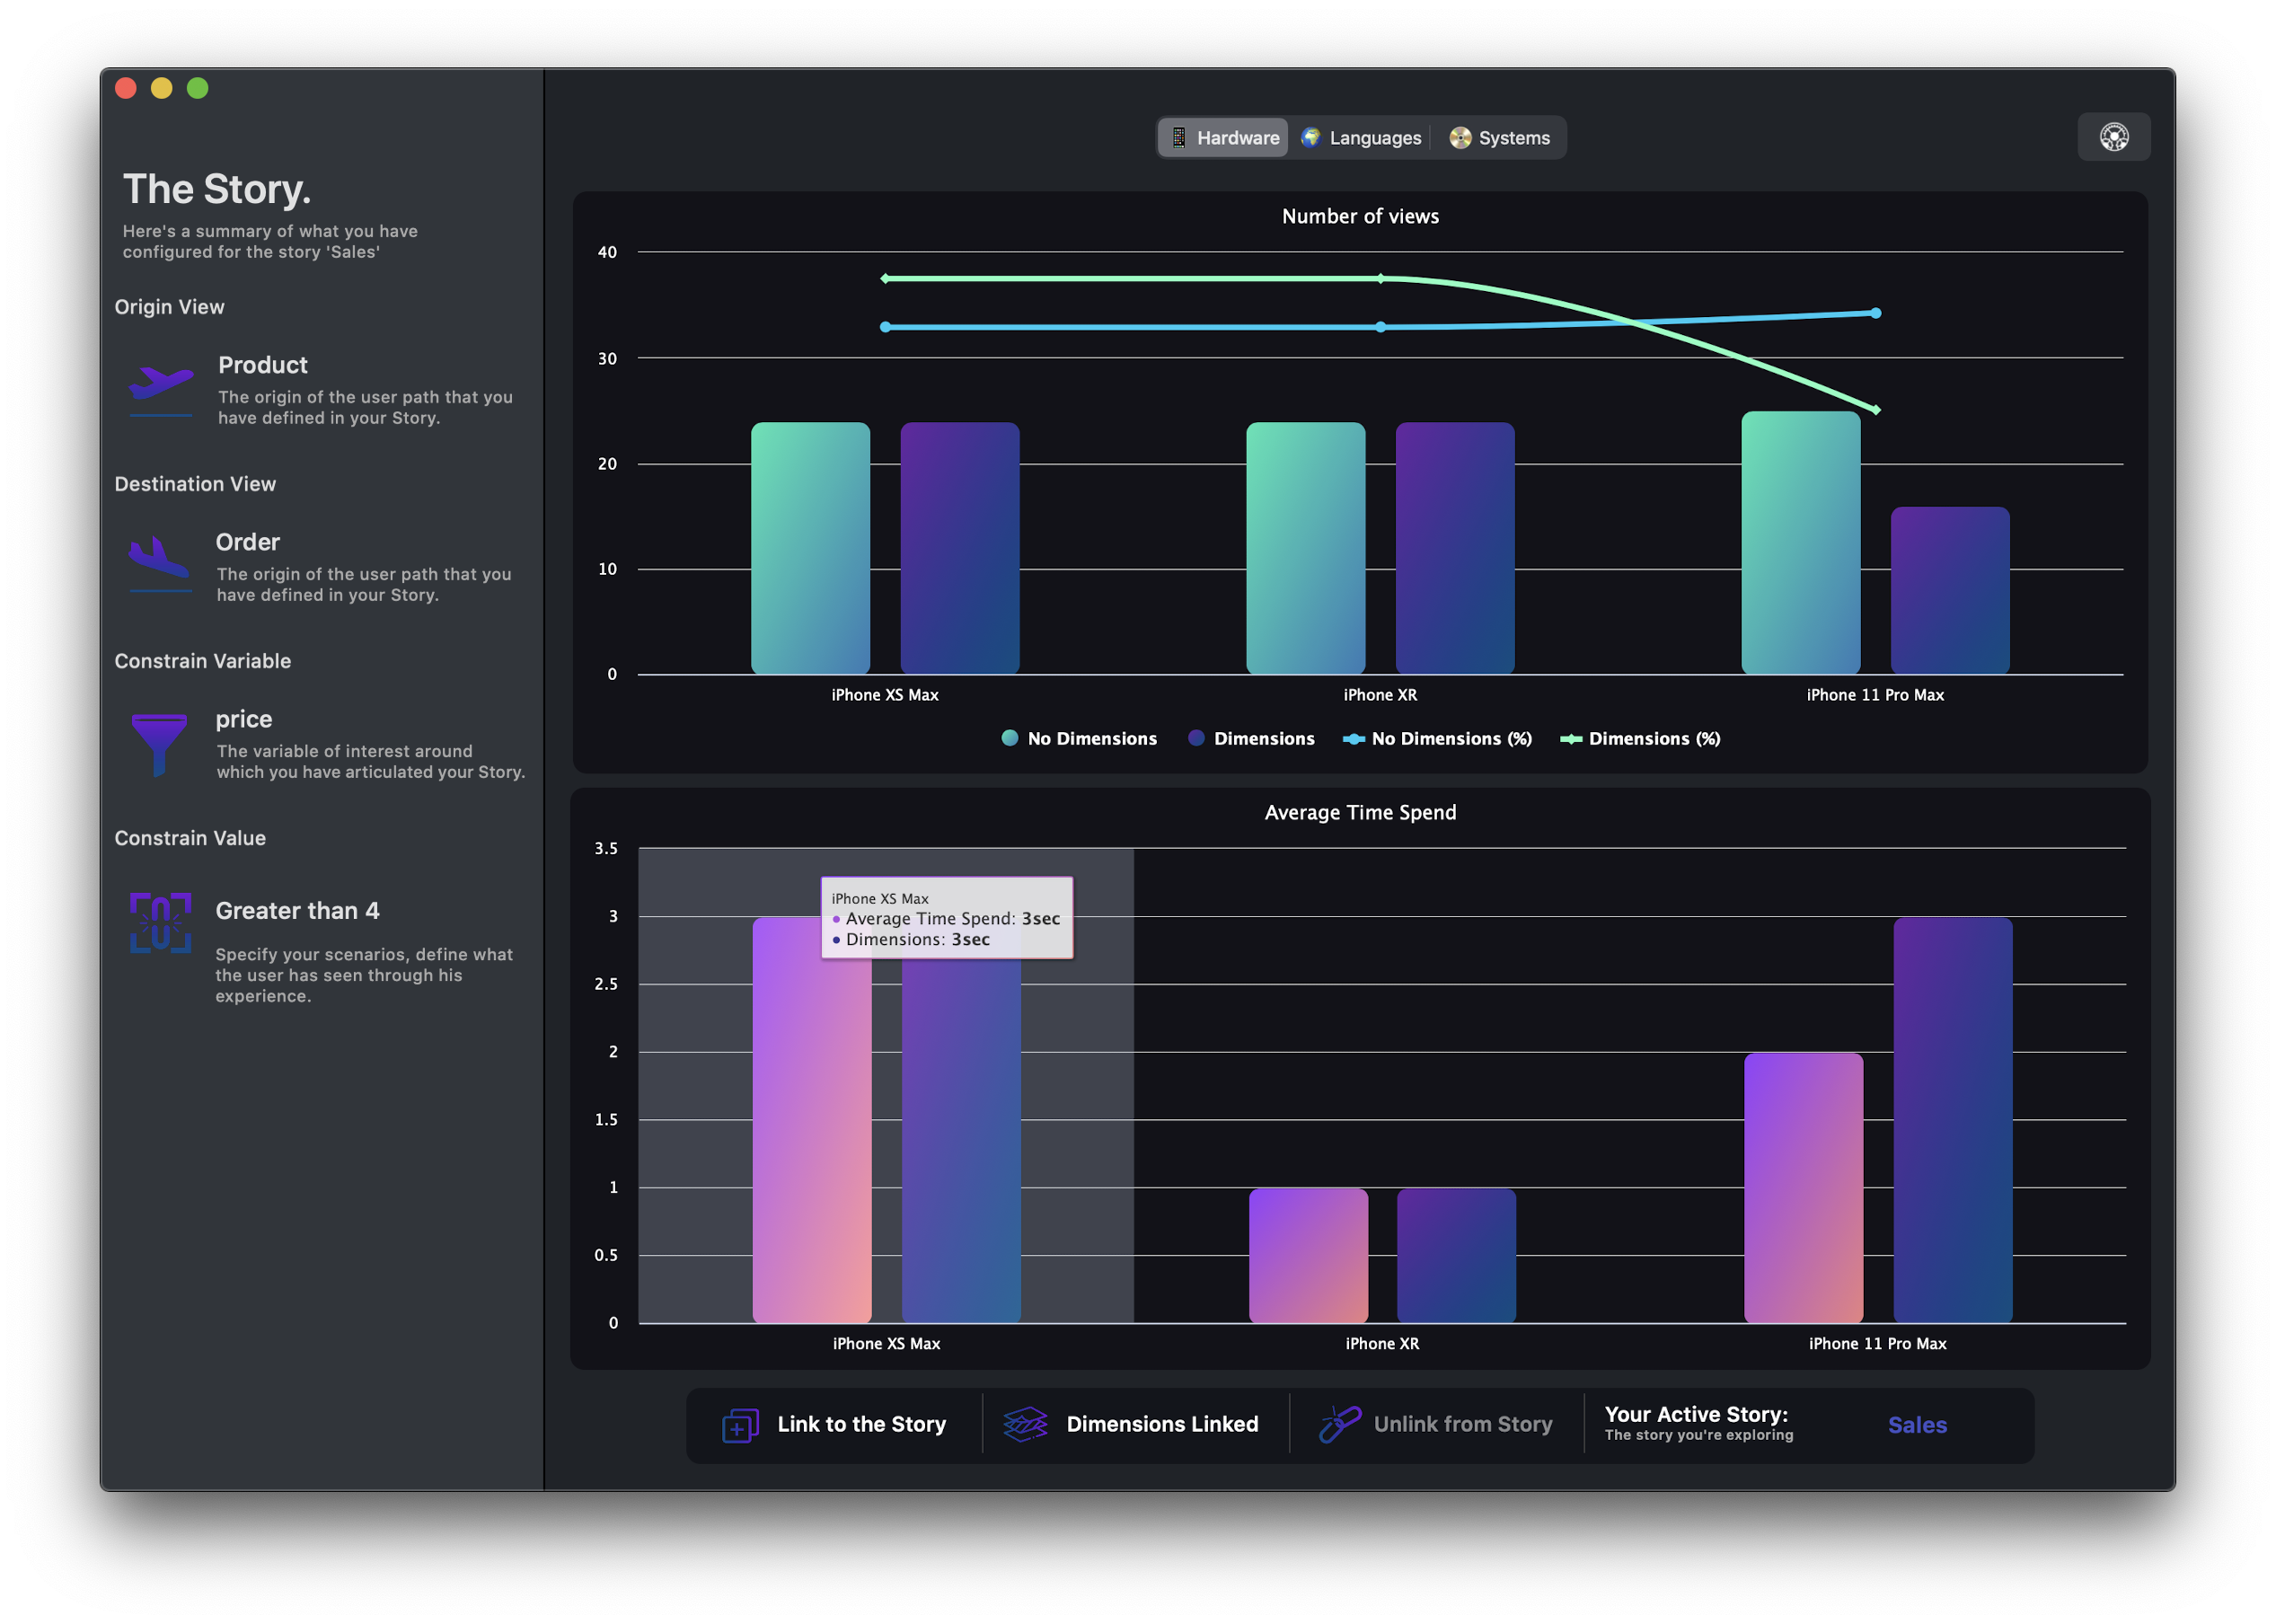 The Story.
Here's a summary of what you have
configured for the story 'Sales'
Origin View
Product
The origin of the user path that you
have defined in your Story.
Destination View
Order
The origin of the user path that you
have defined in your Story.
Constrain Variable
price
The variable of interest around
which you have articulated your Story.
Constrain Value
Greater than 4
Specify your scenarios, define what
the user has seen through his
experience.
Hardware Languages Systems
Number of views
40
30
20
10
0
iPhone XS Max iPhone XR iPhone 11 Pro Max
No Dimensions Dimensions No Dimensions (%) Dimensions (%)
Average Time Spend
3.5
3
2.5
2
1.5
1
0.5
0
iPhone XS Max
Average Time Spend: 3sec
Dimensions: 3sec
iPhone XS Max iPhone XR iPhone 11 Pro Max
Link to the Story
Dimensions Linked
Unlink from Story
Your Active Story:
The story you're exploring
Sales